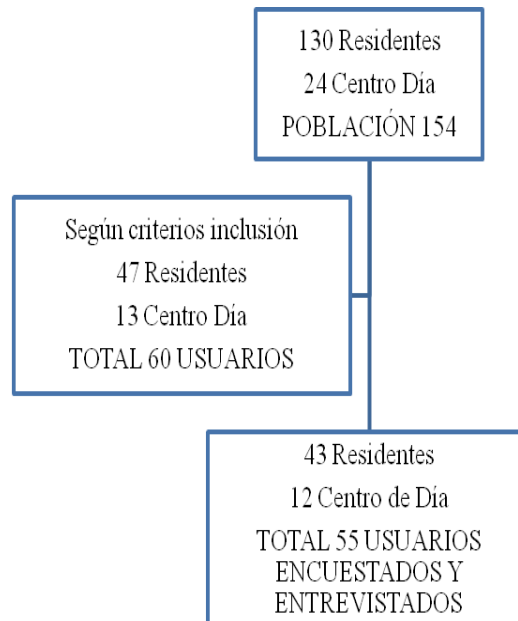 130 Residentes
24 Centro Día
POBLACIÓN 154
Según criterios inclusión
47 Residentes
13 Centro Día
TOTAL 60 USUARIOS
43 Residentes
12 Centro de Día
TOTAL 55 USUARIOS
ENCUESTADOS Y
ENTREVISTADOS